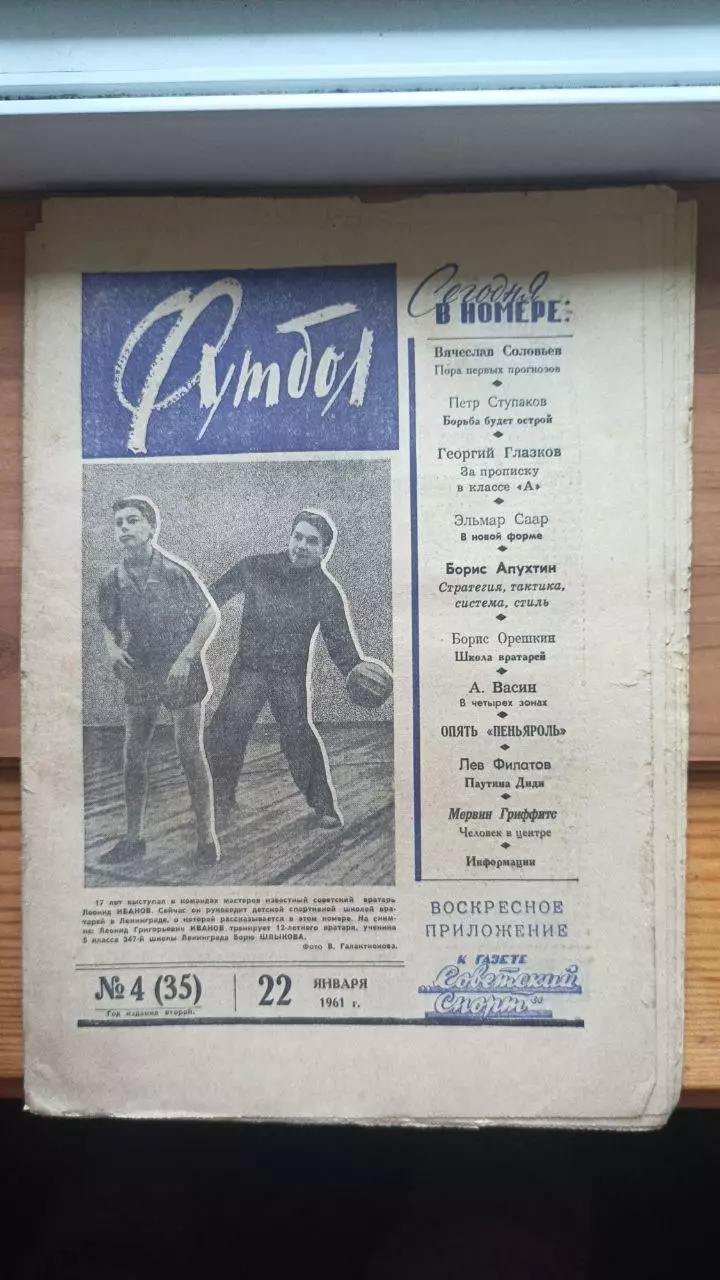 Футбол
Сегодня
В НОМЕРЕ:
Вячеслав Соловьев
Пора первых прогнозов
Петр Ступаков
Борьба будет острой
Георгий Глазков
За прописку
в классе «А»
Эльмар Саар
В новой форме
Борис Апухтин
Стратегия, тактика,
система, стиль
Борис Орешкин
Школа вратарей
А. Васин
В четырех зонах
ОПЯТЬ «ПЕНЬЯРОЛЬ»
Лев Филатов
Паутина Диди
Мервин Гриффитс
Человек в центре
Информации
17 лет выступал в командах мастеров известный советский вратарь
Леонид ИВАНОВ. Сейчас он руководит детской спортивной школой вра-
тарей в Ленинграде, о которой рассказывается в этом номере. На сним-
ке: Леонид Григорьевич ИВАНОВ тренирует 12-летнего вратаря, ученика
5 класса 347-й школы Ленинграда Борю ШЛЫКОВА.
Фото В. Галактионова.
№ 4 (35)
Год издания второй.
22
ЯНВАРЯ
1961 г.
ВОСКРЕСНОЕ
ПРИЛОЖЕНИЕ
К ГАЗЕТЕ
„Советский
Спорт“